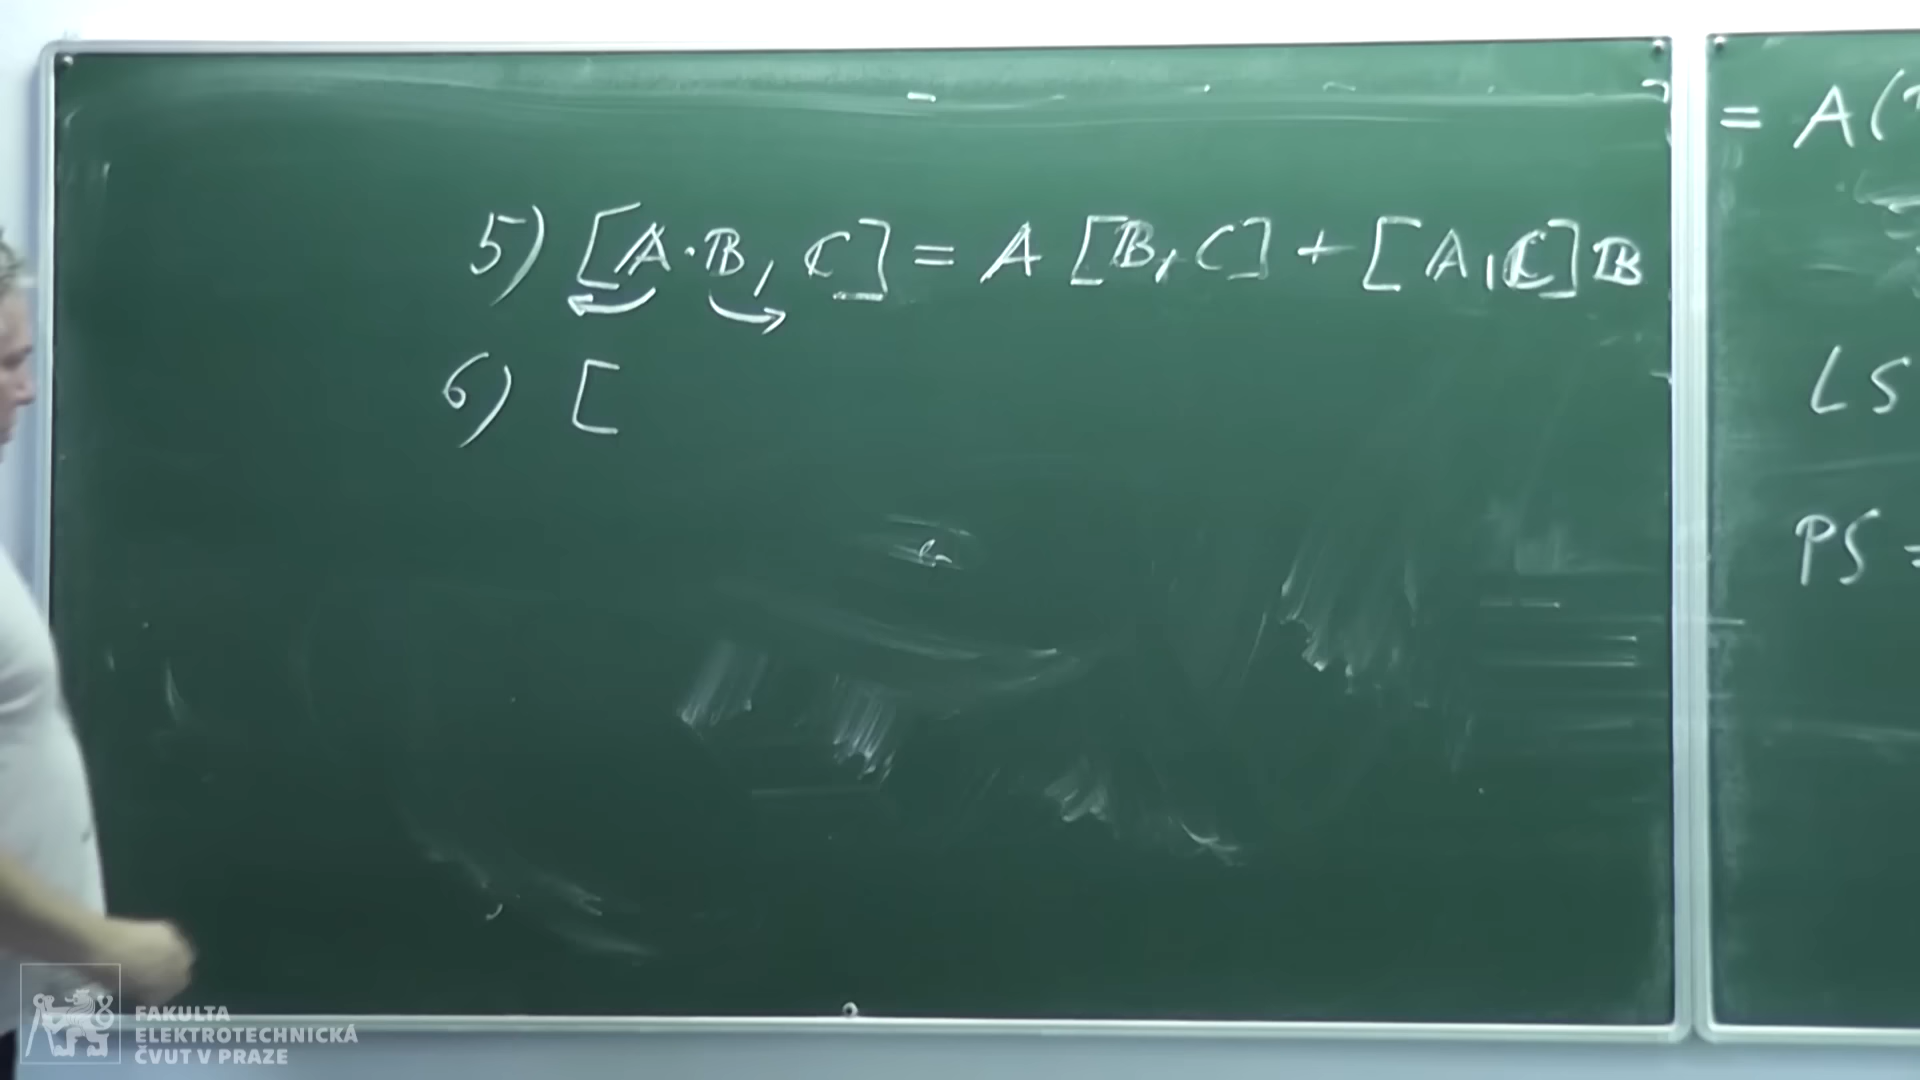 5) [A·B, C] = A [B, C] + [A, C] B
6) [
= A(
LS
PS =
FAKULTA
ELEKTROTECHNICKÁ
ČVUT V PRAZE